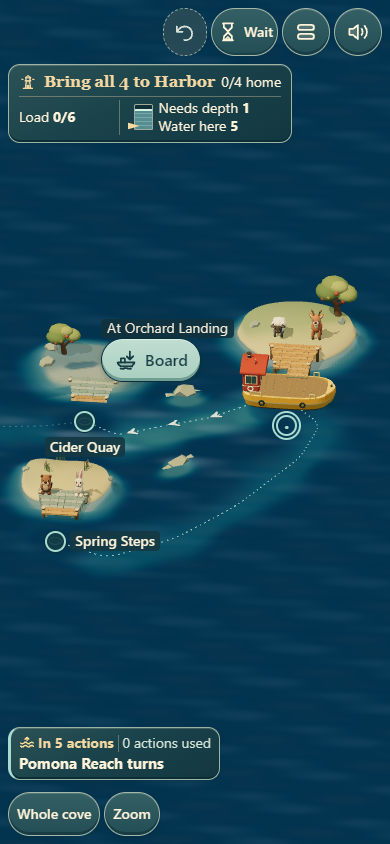 Wait
Bring all 4 to Harbor 0/4 home
Load 0/6
Needs depth 1
Water here 5
At Orchard Landing
Board
Cider Quay
Spring Steps
In 5 actions 0 actions used
Pomona Reach turns
Whole cove
Zoom